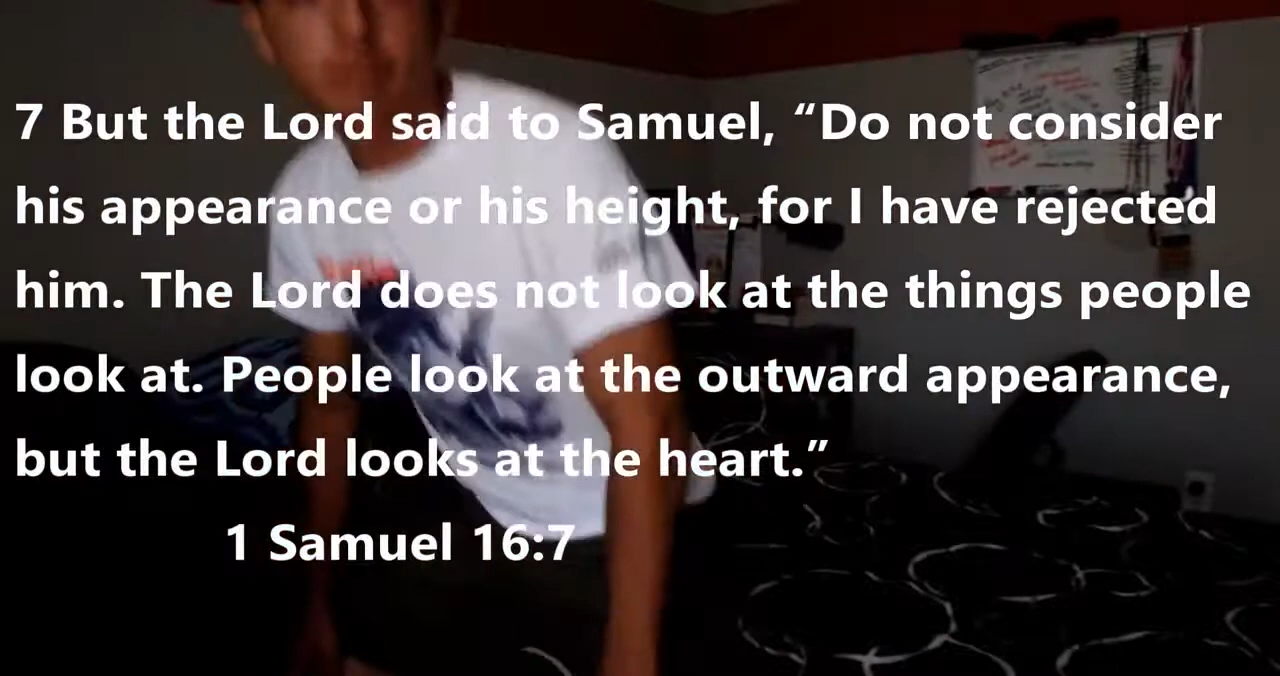 7 But the Lord said to Samuel, “Do not consider
his appearance or his height, for I have rejected
him. The Lord does not look at the things people
look at. People look at the outward appearance,
but the Lord looks at the heart.”
1 Samuel 16:7